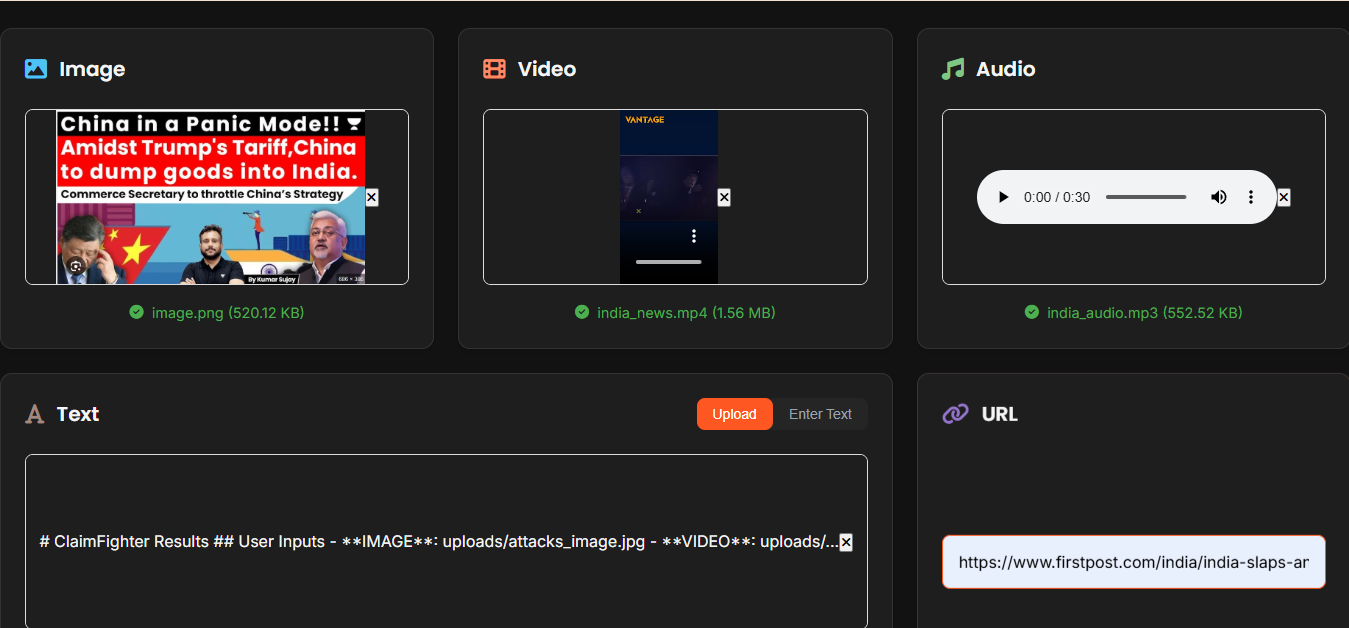 Image
China in a Panic Mode!!
Amidst Trump's Tariff,China
to dump goods into India.
Commerce Secretary to throttle China's Strategy
By Kumar Sujay
image.png (520.12 KB)
Video
VANTAGE
india_news.mp4 (1.56 MB)
Audio
0:00 / 0:30
india_audio.mp3 (552.52 KB)
Text
Upload
Enter Text
# ClaimFighter Results ## User Inputs - **IMAGE**: uploads/attacks_image.jpg - **VIDEO**: uploads/...
URL
https://www.firstpost.com/india/india-slaps-ar